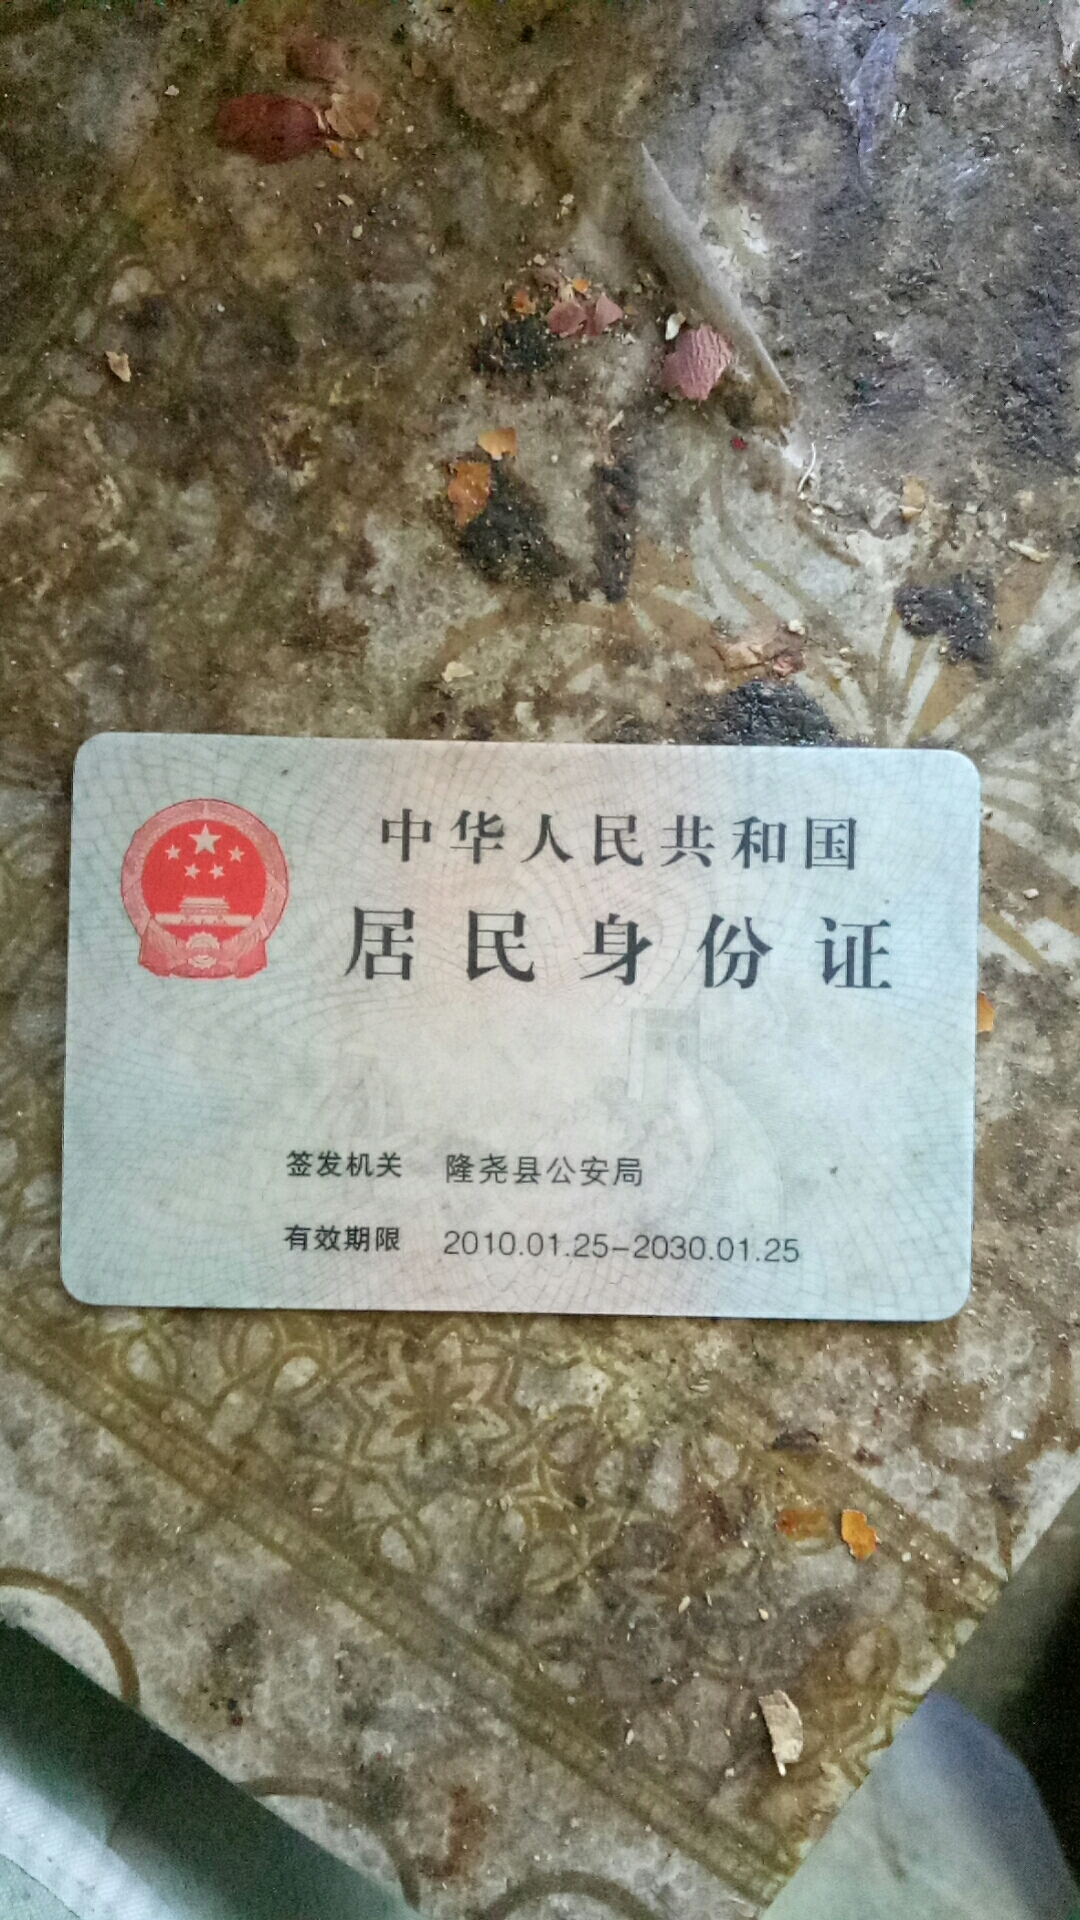 中华人民共和国
居民身份证
签发机关 隆尧县公安局
有效期限 2010.01.25-2030.01.25